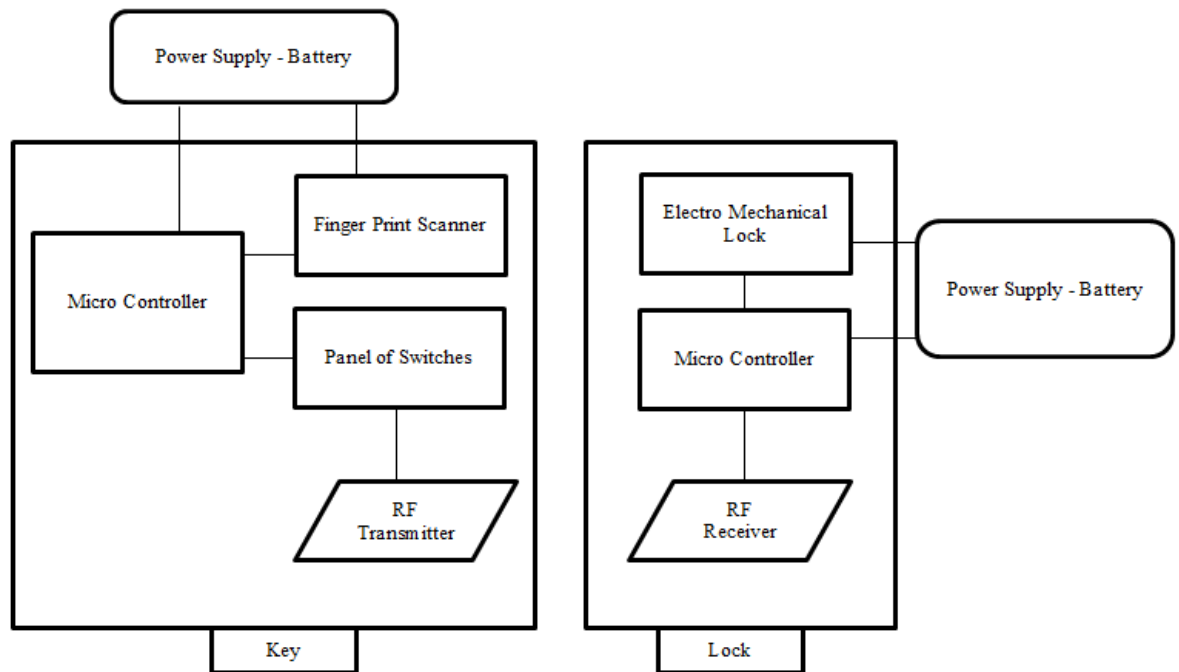 Power Supply - Battery
Finger Print Scanner
Micro Controller
Panel of Switches
RF
Transmitter
Key
Electro Mechanical
Lock
Power Supply - Battery
Micro Controller
RF
Receiver
Lock